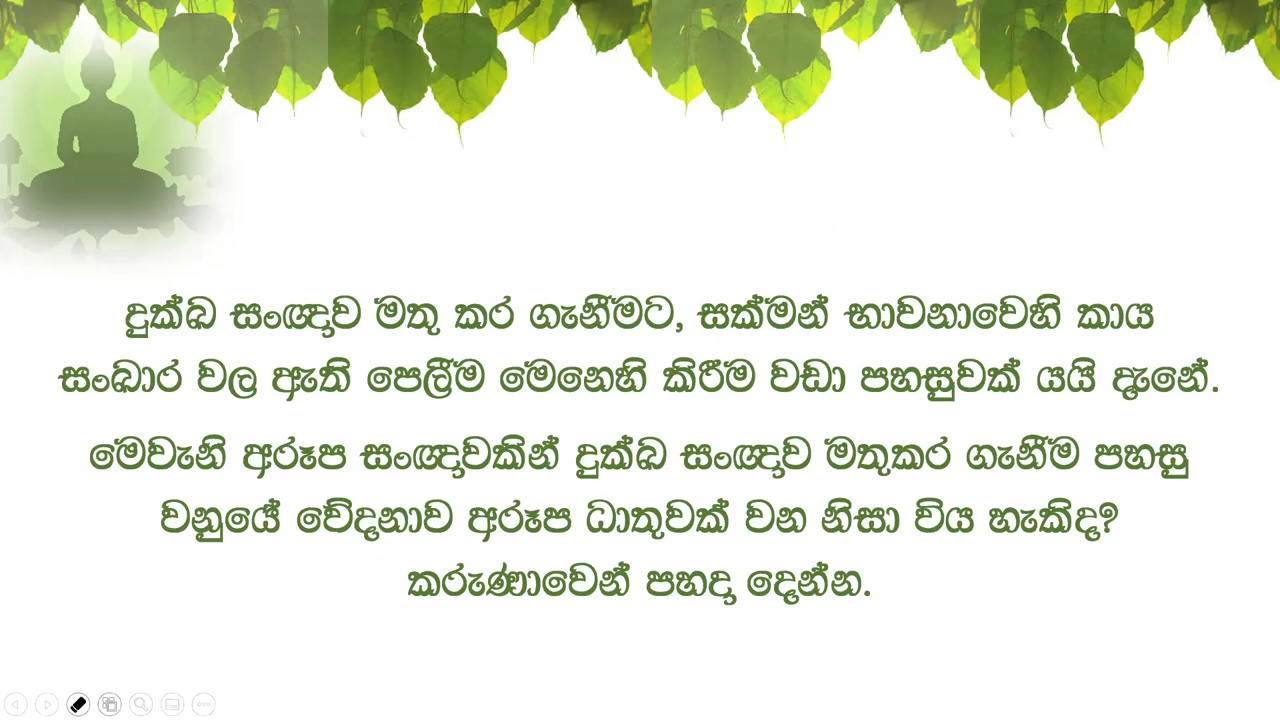 දුක්ඛ සංඥාව මතු කර ගැනීමට, සක්මන් භාවනාවෙහි කාය
සංඛාර වල ඇති පෙලීම මෙනෙහි කිරීම වඩා පහසුවක් යයි දැනේ.
මෙවැනි අරූප සංඥාවකින් දුක්ඛ සංඥාව මතුකර ගැනීම පහසු
වනුයේ වේදනාව අරූප ධාතුවක් වන නිසා විය හැකිද?
කරුණාවෙන් පහදා දෙන්න.